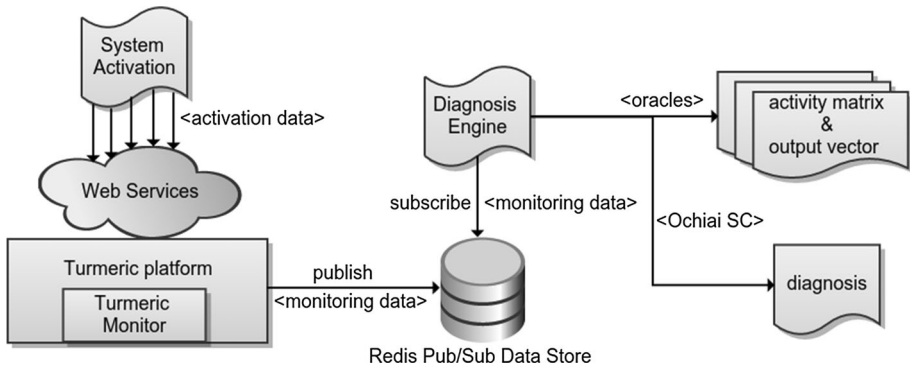 System
Activation
<activation data>
Web Services
Turmeric platform
Turmeric
Monitor
publish
<monitoring data>
Diagnosis
Engine
subscribe
<monitoring data>
Redis Pub/Sub Data Store
<oracles>
activity matrix
&
output vector
<Ochiai SC>
diagnosis